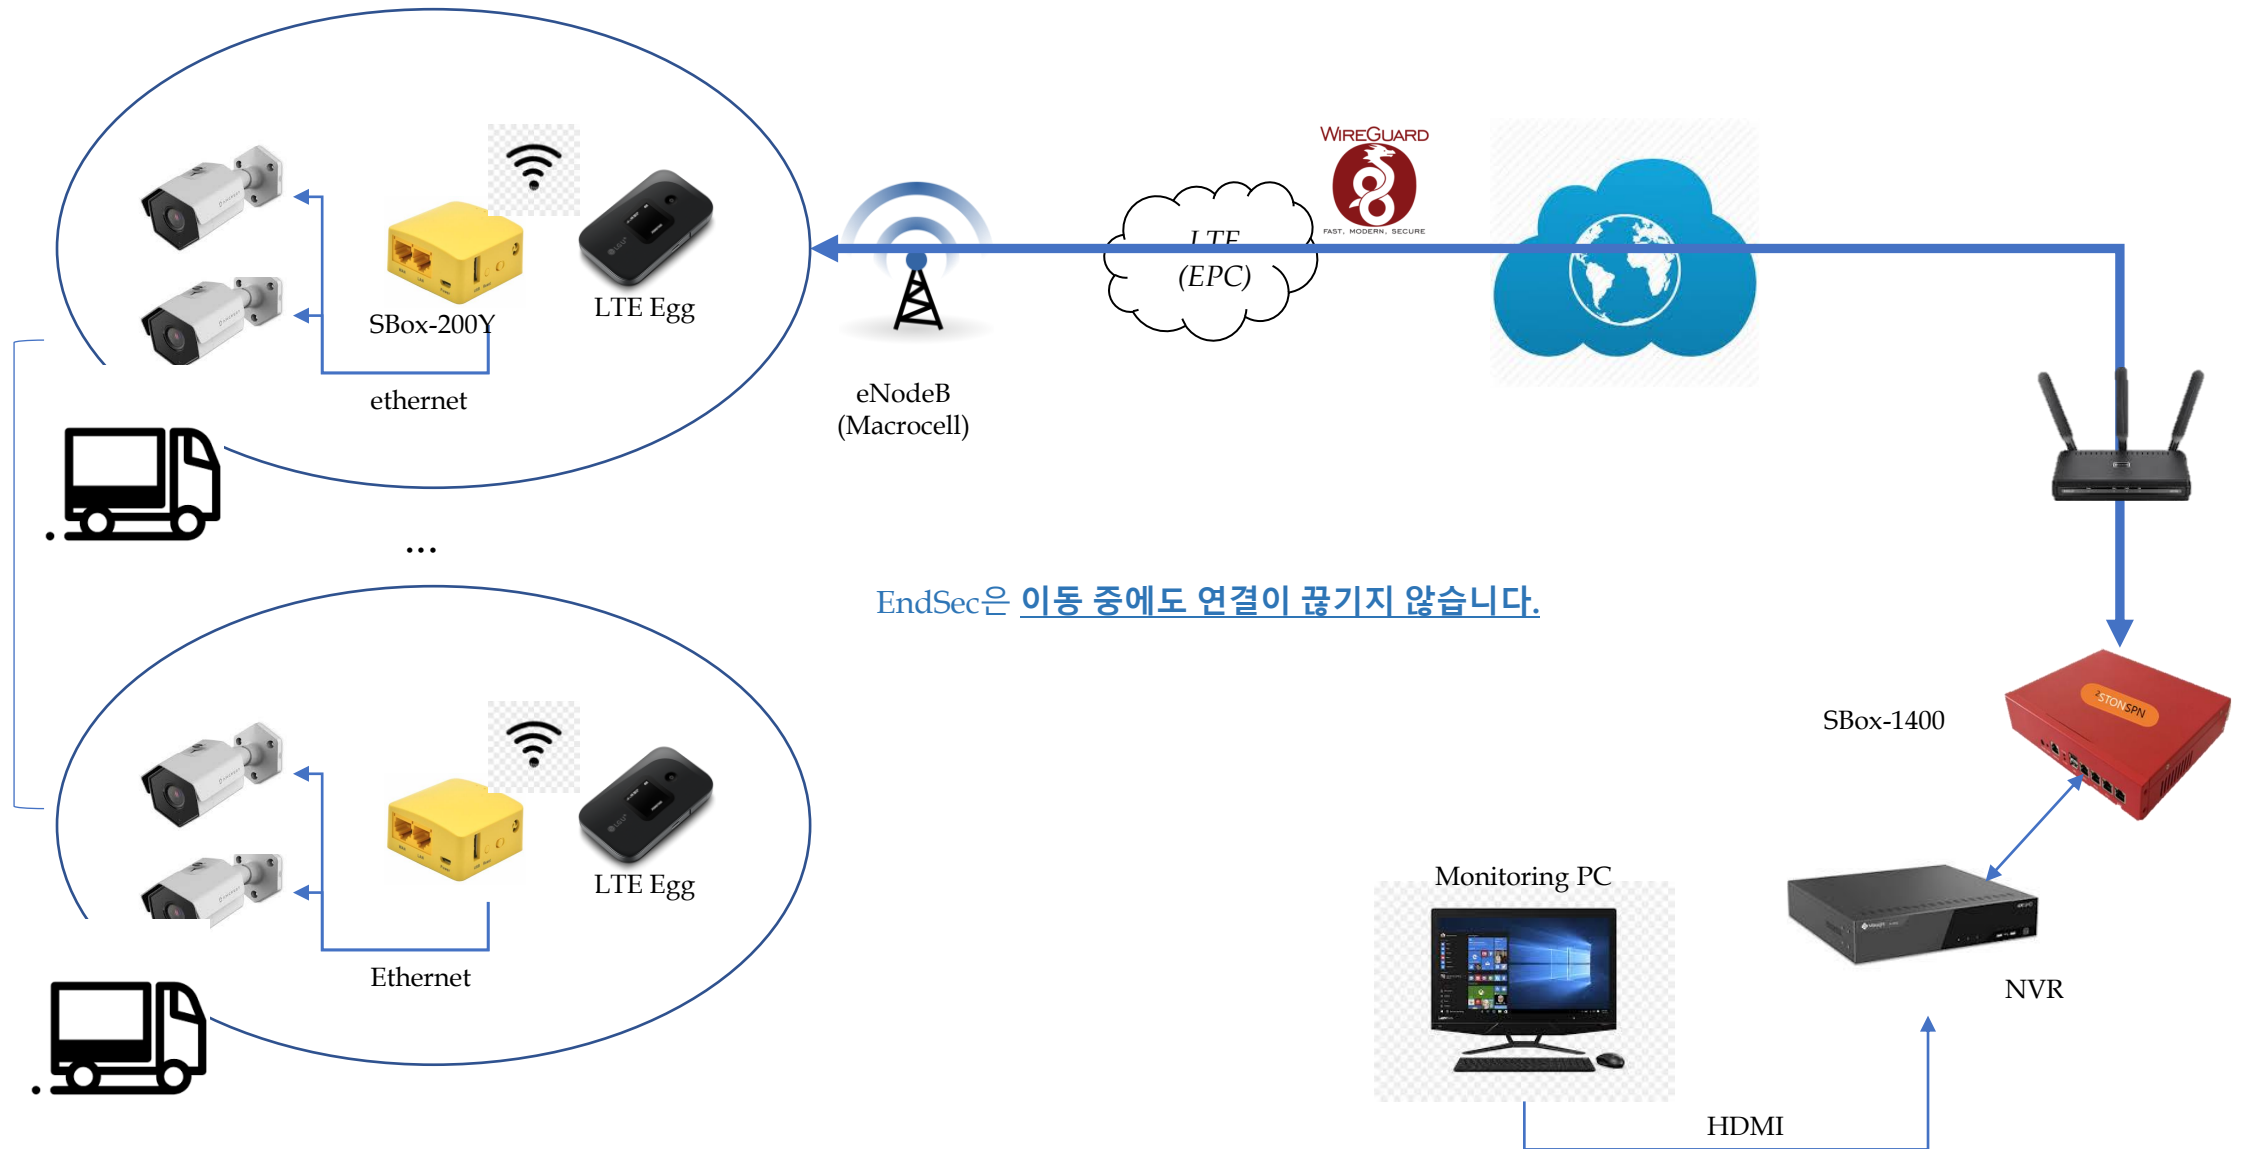 WIREGUARD
FAST, MODERN, SECURE
LTE
(EPC)
SBox-200Y
LTE Egg
ethernet
eNodeB
(Macrocell)
...
EndSec은 이동 중에도 연결이 끊기지 않습니다.
SBox-1400
STONSPN
LTE Egg
Ethernet
Monitoring PC
NVR
HDMI